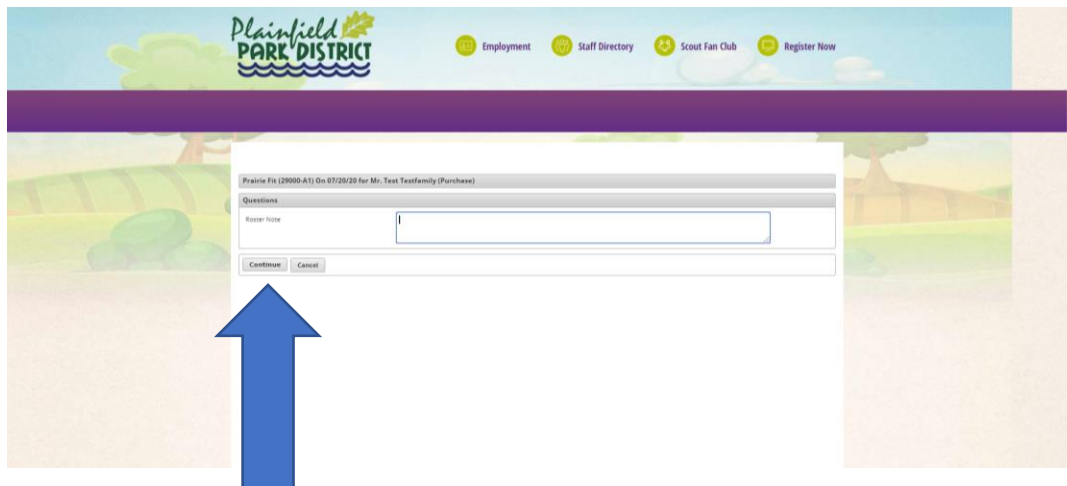 Plainfield
PARK DISTRICT
Employment Staff Directory Scout Fan Club Register Now
Prairie Fit (29000-A1) On 07/20/20 for Mr. Test Testfamily (Purchase)
Questions
Roster Note
Continue Cancel